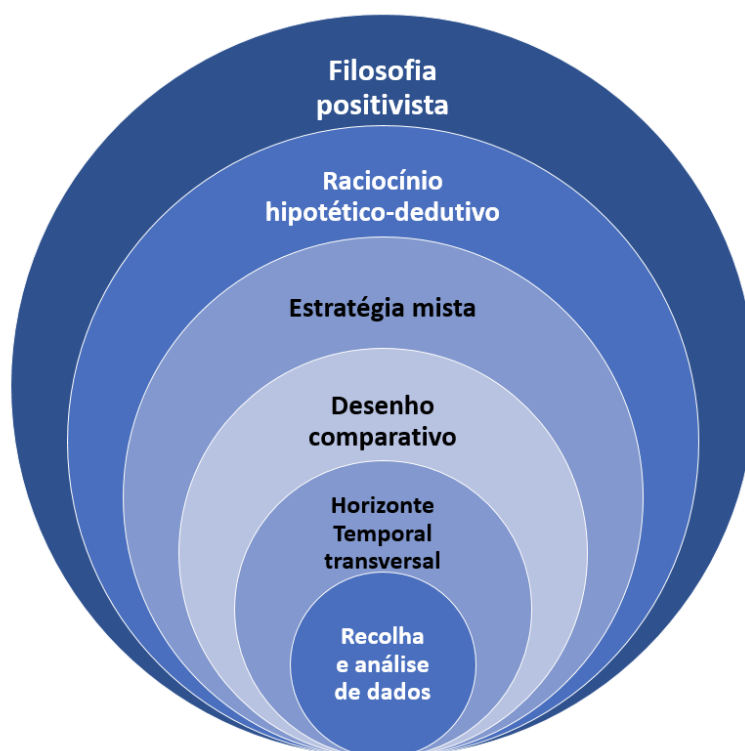 Filosofia
positivista
Raciocínio
hipotético-dedutivo
Estratégia mista
Desenho
comparativo
Horizonte
Temporal
transversal
Recolha
e análise
de dados